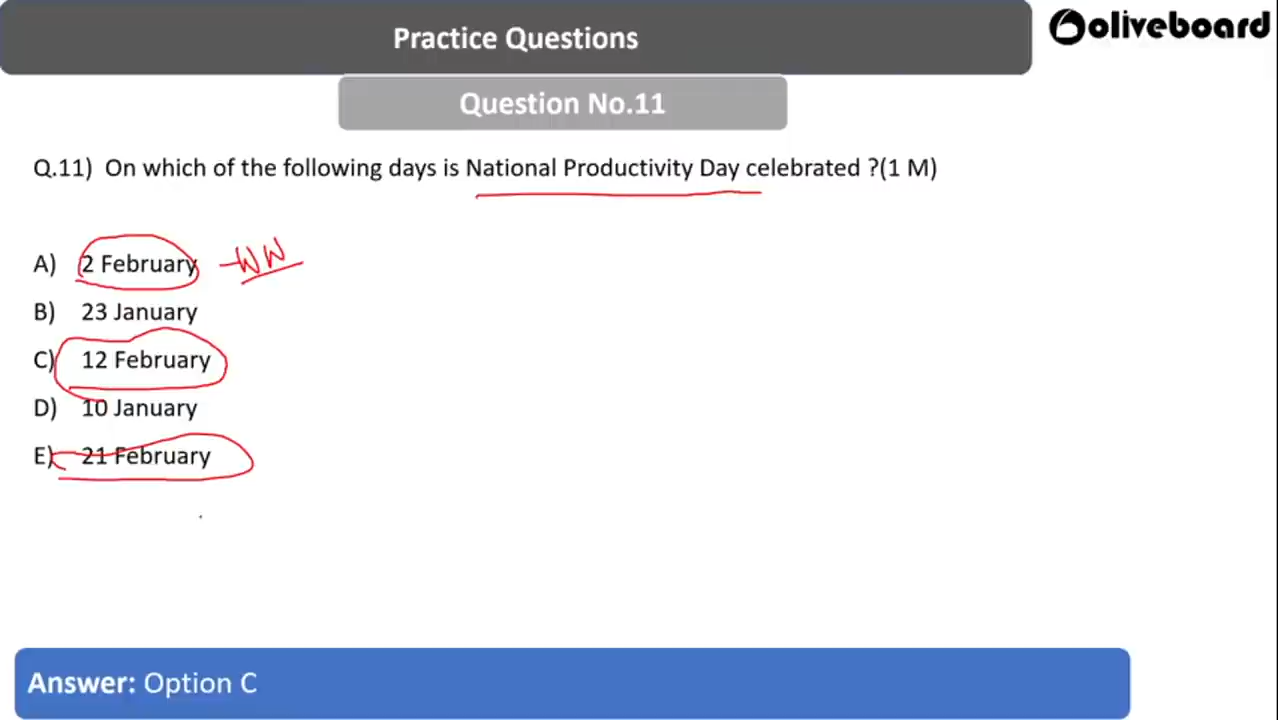 Practice Questions
oliveboard
Question No.11
Q.11) On which of the following days is National Productivity Day celebrated ?(1 M)
A) 2 February - WW
B) 23 January
C) 12 February
D) 10 January
E) 21 February
Answer: Option C